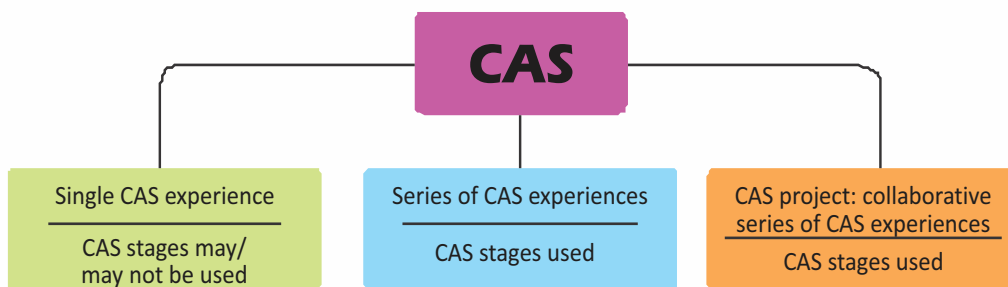 CAS
Single CAS experience
CAS stages may/
may not be used
Series of CAS experiences
CAS stages used
CAS project: collaborative
series of CAS experiences
CAS stages used